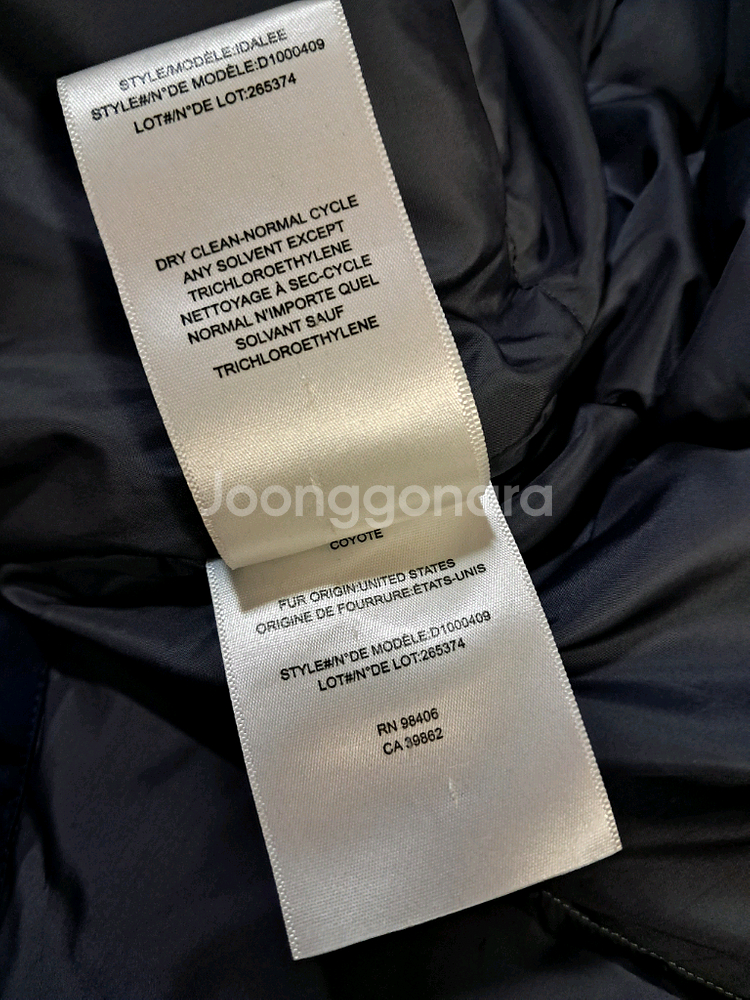 STYLE/MODÈLE:IDALEE
STYLE#/N°DE MODÈLE:D1000409
LOT#/N°DE LOT:265374
DRY CLEAN-NORMAL CYCLE
ANY SOLVENT EXCEPT
TRICHLOROETHYLENE
NETTOYAGE À SEC-CYCLE
NORMAL N'IMPORTE QUEL
SOLVANT SAUF
TRICHLOROETHYLENE
Joonggonara
COYOTE
FUR ORIGIN:UNITED STATES
ORIGINE DE FOURRURE:ÉTATS-UNIS
STYLE#/N°DE MODÈLE:D1000409
LOT#/N°DE LOT:265374
RN 98406
CA 39862